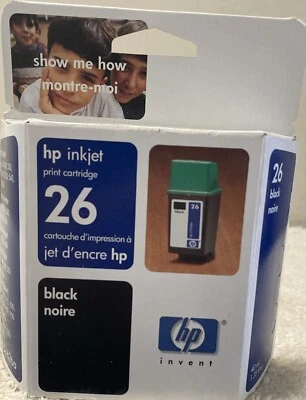 show me how
montre-moi
hp inkjet
print cartridge
26
cartouche d'impression à
jet d'encre hp
black
26
black
noire
hp
invent
26
black
noire